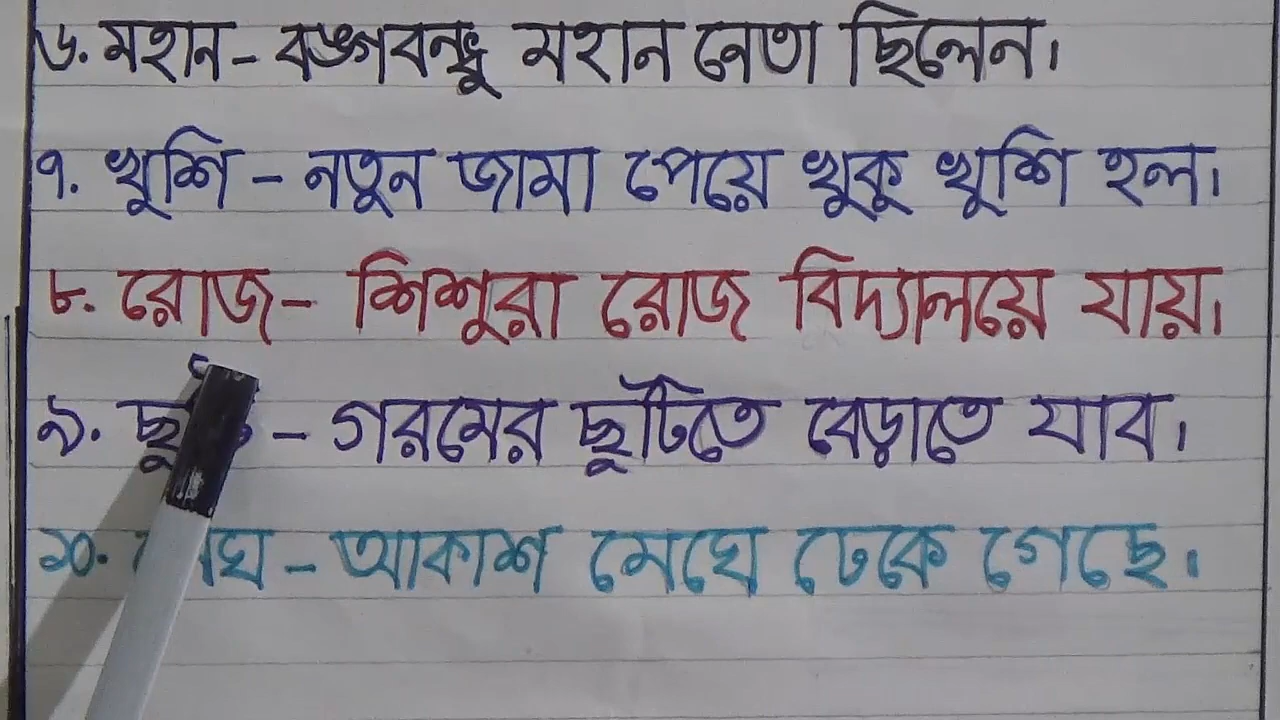 ৬. মহান - বঙ্গবন্ধু মহান নেতা ছিলেন।
৭. খুশি - নতুন জামা পেয়ে খুকু খুশি হল।
৮. রোজ - শিশুরা রোজ বিদ্যালয়ে যায়।
৯. - গরমের ছুটিতে বেড়াতে যাব।
১০. - আকাশ মেঘে ঢেকে গেছে।